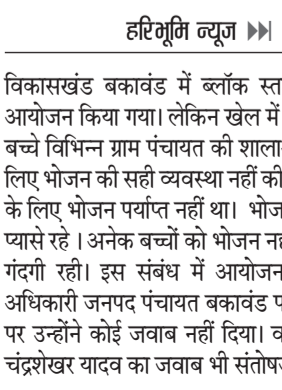 हरिभूमि न्यूज
विकासखंड बकावंड में ब्लॉक स्त
आयोजन किया गया। लेकिन खेल में
बच्चे विभिन्न ग्राम पंचायत की शाला
लिए भोजन की सही व्यवस्था नहीं की
के लिए भोजन पर्याप्त नहीं था। भोज
प्यासे रहे । अनेक बच्चों को भोजन नह
गंदगी रही। इस संबंध में आयोजन
अधिकारी जनपद पंचायत बकावंड प
पर उन्होंने कोई जवाब नहीं दिया। व
चंद्रशेखर यादव का जवाब भी संतोष